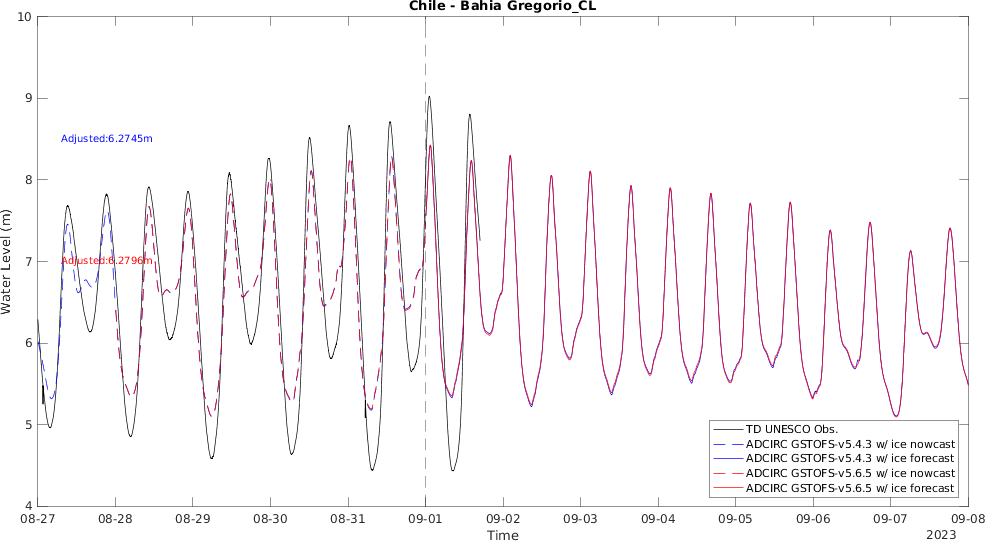 Chile - Bahia Gregorio_CL
10
9
8
7
6
5
4
Water Level (m)
Adjusted:6.2745m
Adjusted:6.2796m
TD UNESCO Obs.
ADCIRC GSTOFS-v5.4.3 w/ ice nowcast
ADCIRC GSTOFS-v5.4.3 w/ ice forecast
ADCIRC GSTOFS-v5.6.5 w/ ice nowcast
ADCIRC GSTOFS-v5.6.5 w/ ice forecast
08-27 08-28 08-29 08-30 08-31 09-01 09-02 09-03 09-04 09-05 09-06 09-07 09-08
Time
2023